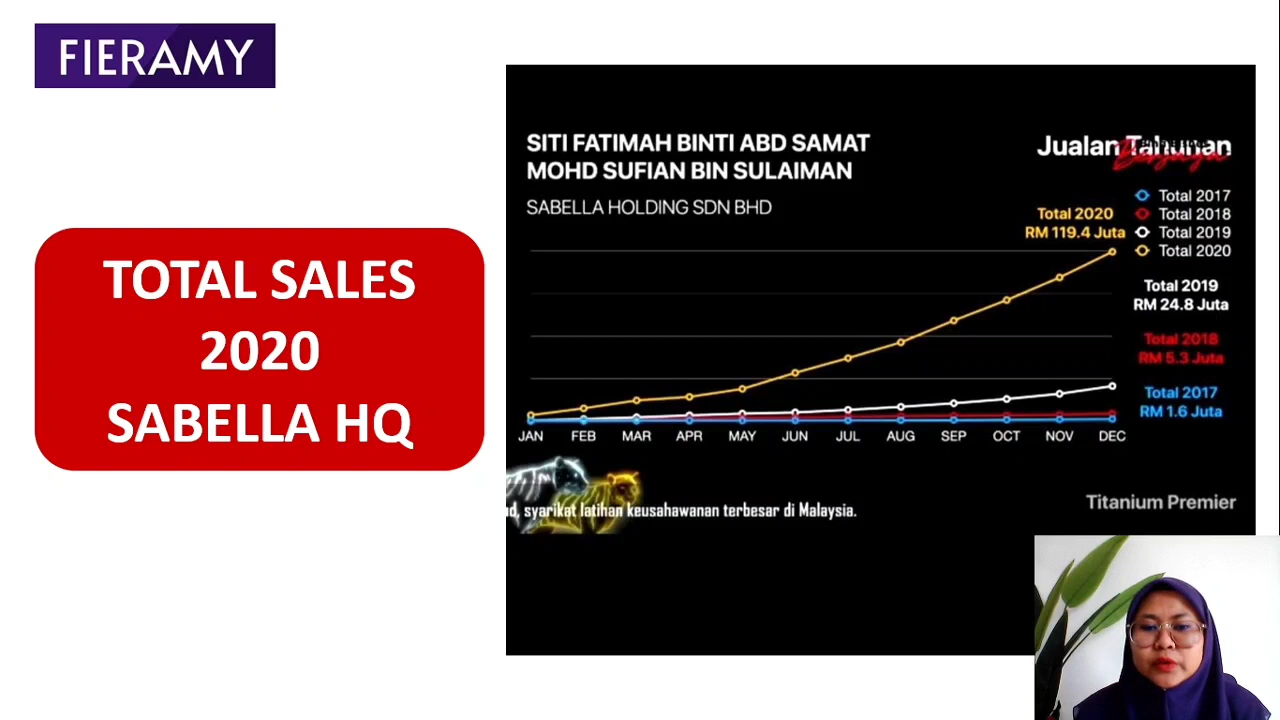 FIERAMY
TOTAL SALES
2020
SABELLA HQ
SITI FATIMAH BINTI ABD SAMAT
MOHD SUFIAN BIN SULAIMAN
SABELLA HOLDING SDN BHD
Jualan Tahunan
Total 2017
Total 2018
Total 2019
Total 2020
Total 2020
RM 119.4 Juta
Total 2019
RM 24.8 Juta
Total 2018
RM 5.3 Juta
Total 2017
RM 1.6 Juta
JAN FEB MAR APR MAY JUN JUL AUG SEP OCT NOV DEC
syarikat latihan keusahawanan terbesar di Malaysia.
Titanium Premier